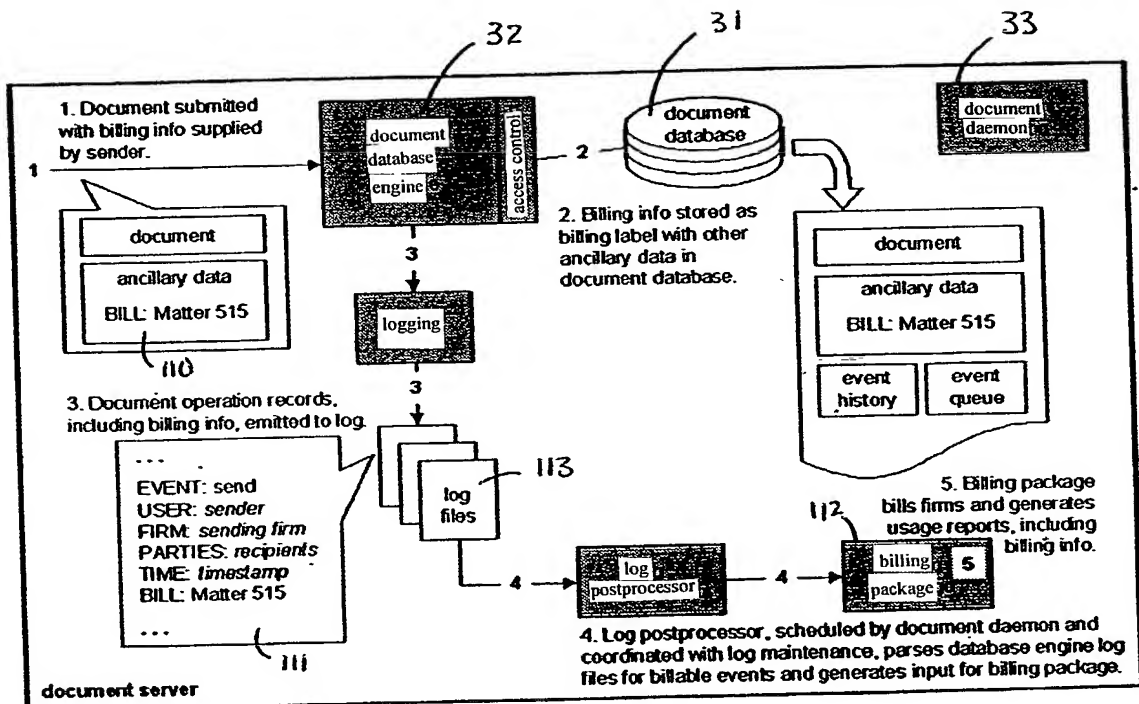 32
31
33
1. Document submitted
with billing info supplied
by sender.
1
document
database
engine
access control
2
document
database
document
daemon
document
ancillary data
BILL: Matter 515
110
3
logging
3
2. Billing info stored as
billing label with other
ancillary data in
document database.
document
ancillary data
BILL: Matter 515
event
history
event
queue
3. Document operation records,
including billing info, emitted to log.
...
EVENT: send
USER: sender
FIRM: sending firm
PARTIES: recipients
TIME: timestamp
BILL: Matter 515
...
111
log
files
113
4
log
postprocessor
4
112
billing
package
5
5. Billing package
bills firms and generates
usage reports, including
billing info.
4. Log postprocessor, scheduled by document daemon and
coordinated with log maintenance, parses database engine log
files for billable events and generates input for billing package.
document server